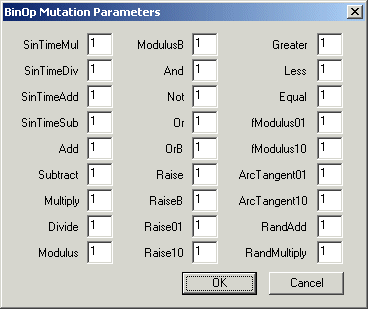 BinOp Mutation Parameters
SinTimeMul 1 ModulusB 1 Greater 1
SinTimeDiv 1 And 1 Less 1
SinTimeAdd 1 Not 1 Equal 1
SinTimeSub 1 Or 1 fModulus01 1
Add 1 OrB 1 fModulus10 1
Subtract 1 Raise 1 ArcTangent01 1
Multiply 1 RaiseB 1 ArcTangent10 1
Divide 1 Raise01 1 RandAdd 1
Modulus 1 Raise10 1 RandMultiply 1
OK Cancel